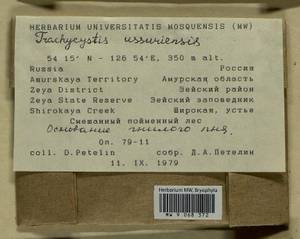 HERBARIUM UNIVERSITATIS MOSQUENSIS (MW)
Trachycystis ussuriensis
54 15' N - 126 54'E, 350 m alt.
Russia Россия
Amurskaya Territory Амурская область
Zeya District Зейский район
Zeya State Reserve Зейский заповедник
Shirokaya Creek Широкая, устье
Смешанный пойменный лес
Основание гнилого пня.
Оп. 79-11
coll. D.Petelin собр. Д.А.Петелин
11. IX. 1979
Herbarium MW, Bryophyta
MW 9 068 372